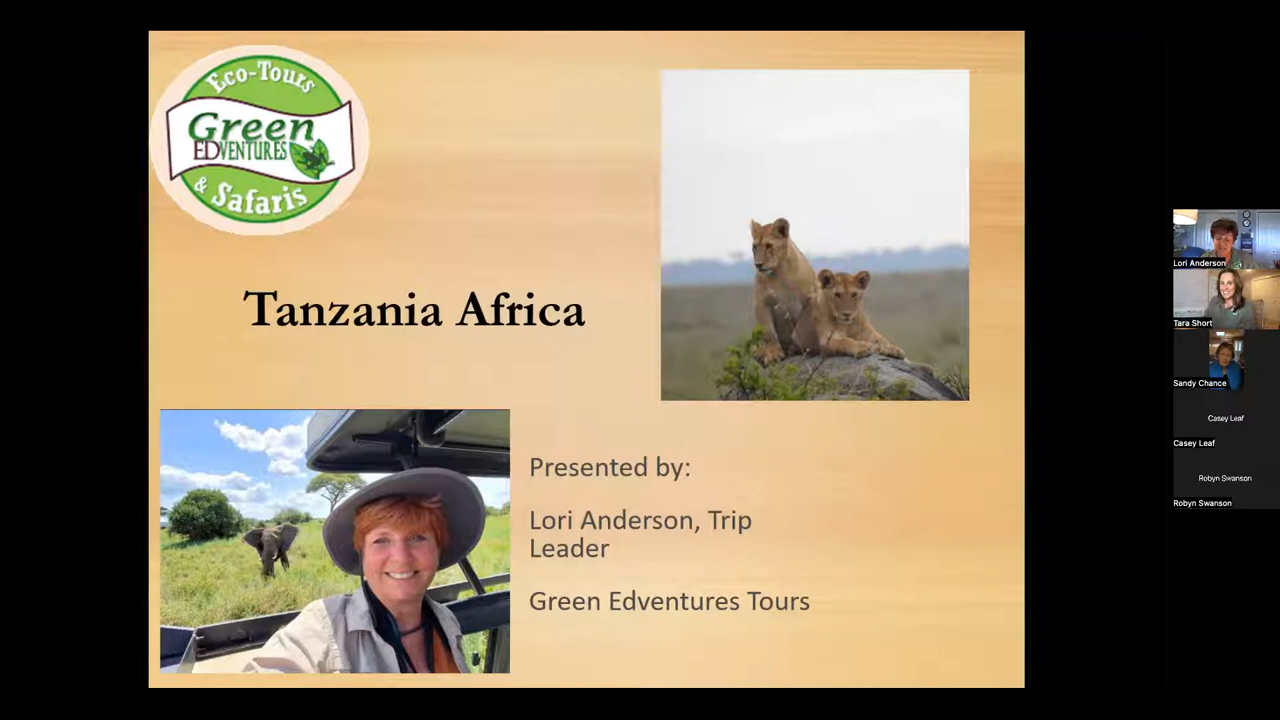 Eco-Tours
Green
EDVENTURES
& Safaris
Tanzania Africa
Presented by:
Lori Anderson, Trip
Leader
Green Edventures Tours
Lori Anderson
Tara Short
Sandy Chance
Casey Leaf
Casey Leaf
Robyn Swanson
Robyn Swanson